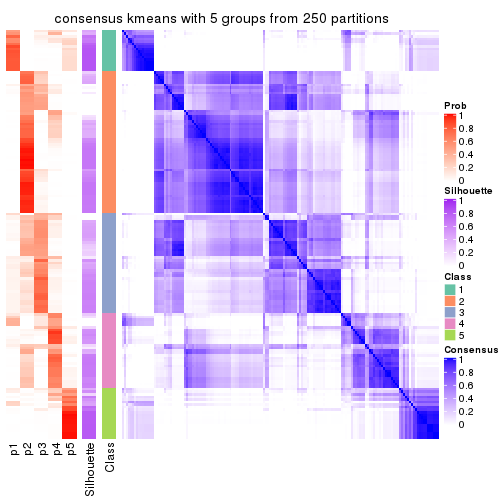 consensus kmeans with 5 groups from 250 partitions
Prob
1
0.8
0.6
0.4
0.2
0
Silhouette
1
0.8
0.6
0.4
0.2
0
Class
1
2
3
4
5
Consensus
1
0.8
0.6
0.4
0.2
0
p1
p2
p3
p4
p5
Silhouette
Class